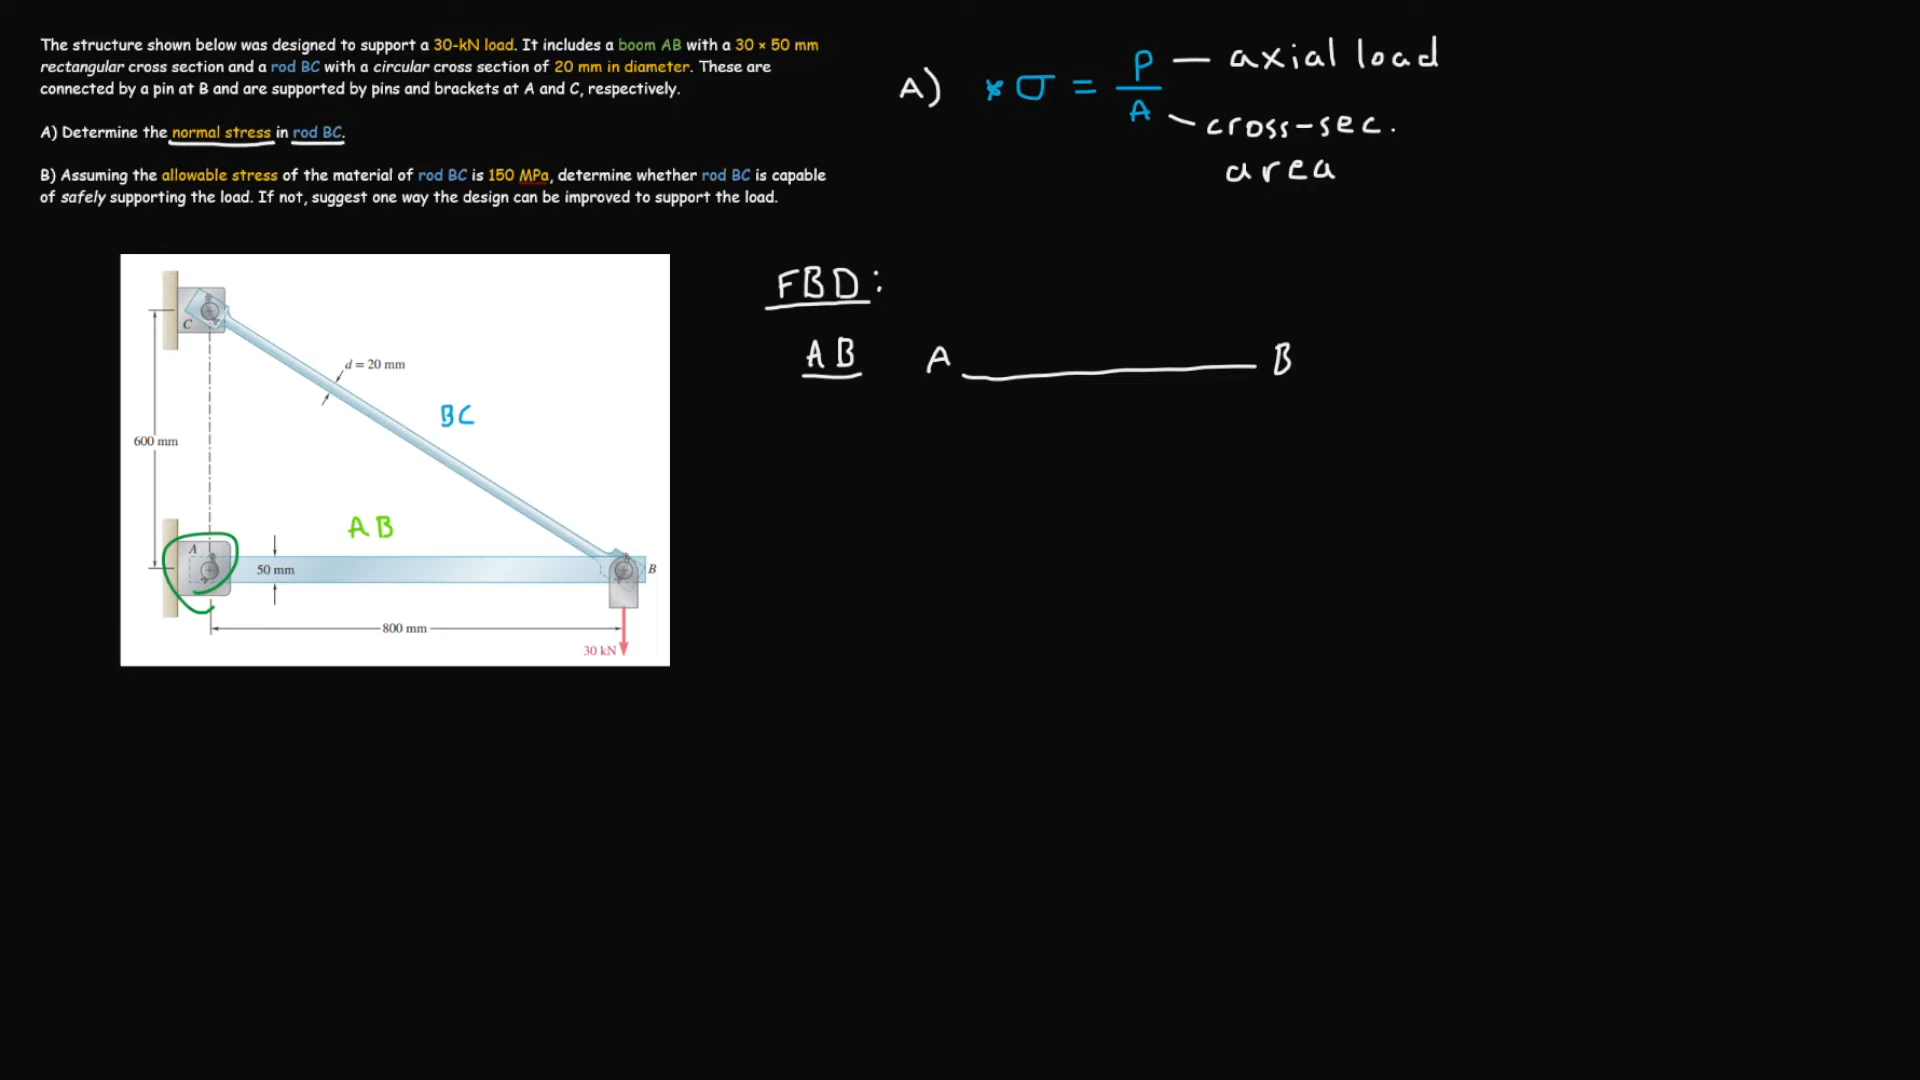 The structure shown below was designed to support a 30-kN load. It includes a boom AB with a 30 × 50 mm
rectangular cross section and a rod BC with a circular cross section of 20 mm in diameter. These are
connected by a pin at B and are supported by pins and brackets at A and C, respectively.
A) Determine the normal stress in rod BC.
B) Assuming the allowable stress of the material of rod BC is 150 MPa, determine whether rod BC is capable
of safely supporting the load. If not, suggest one way the design can be improved to support the load.
A) * σ = P/A
axial load
cross-sec.
area
FBD:
AB A B
C
d = 20 mm
BC
600 mm
AB
A
50 mm
B
800 mm
30 kN